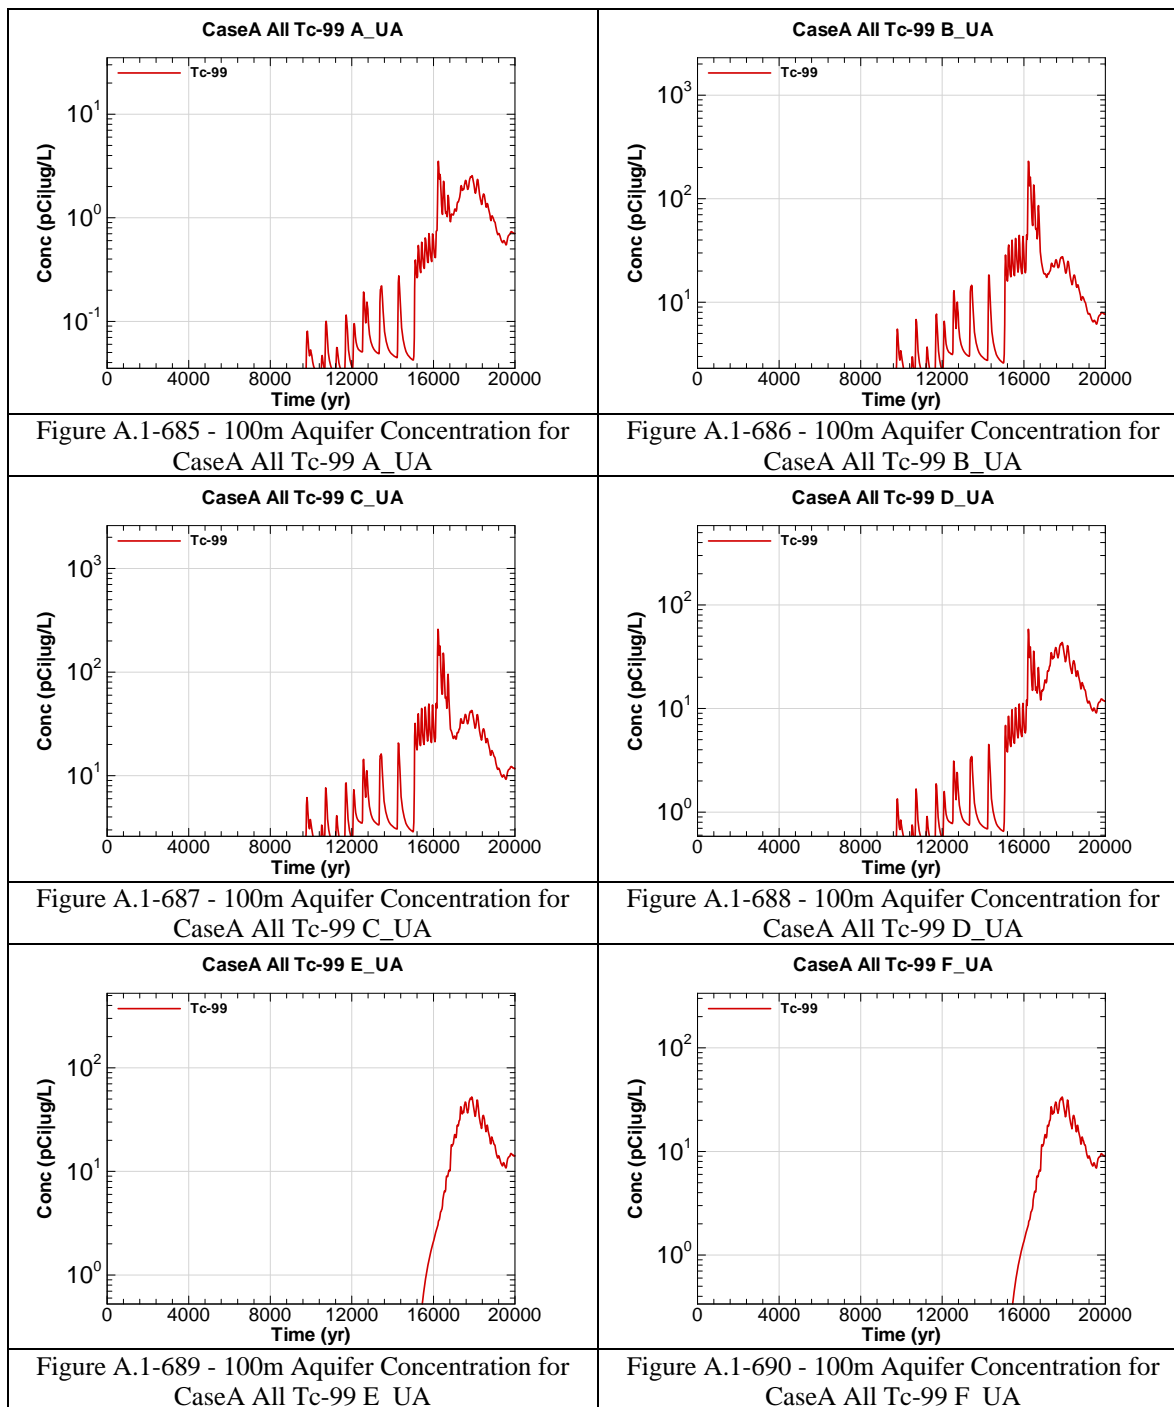 CaseA All Tc-99 A_UA
Tc-99
10^1
10^0
10^-1
Conc (pCi|ug/L)
0 4000 8000 12000 16000 20000
Time (yr)
Figure A.1-685 - 100m Aquifer Concentration for
CaseA All Tc-99 A_UA
CaseA All Tc-99 B_UA
Tc-99
10^3
10^2
10^1
Conc (pCi|ug/L)
0 4000 8000 12000 16000 20000
Time (yr)
Figure A.1-686 - 100m Aquifer Concentration for
CaseA All Tc-99 B_UA
CaseA All Tc-99 C_UA
Tc-99
10^3
10^2
10^1
Conc (pCi|ug/L)
0 4000 8000 12000 16000 20000
Time (yr)
Figure A.1-687 - 100m Aquifer Concentration for
CaseA All Tc-99 C_UA
CaseA All Tc-99 D_UA
Tc-99
10^2
10^1
10^0
Conc (pCi|ug/L)
0 4000 8000 12000 16000 20000
Time (yr)
Figure A.1-688 - 100m Aquifer Concentration for
CaseA All Tc-99 D_UA
CaseA All Tc-99 E_UA
Tc-99
10^2
10^1
10^0
Conc (pCi|ug/L)
0 4000 8000 12000 16000 20000
Time (yr)
Figure A.1-689 - 100m Aquifer Concentration for
CaseA All Tc-99 E_UA
CaseA All Tc-99 F_UA
Tc-99
10^2
10^1
10^0
Conc (pCi|ug/L)
0 4000 8000 12000 16000 20000
Time (yr)
Figure A.1-690 - 100m Aquifer Concentration for
CaseA All Tc-99 F_UA